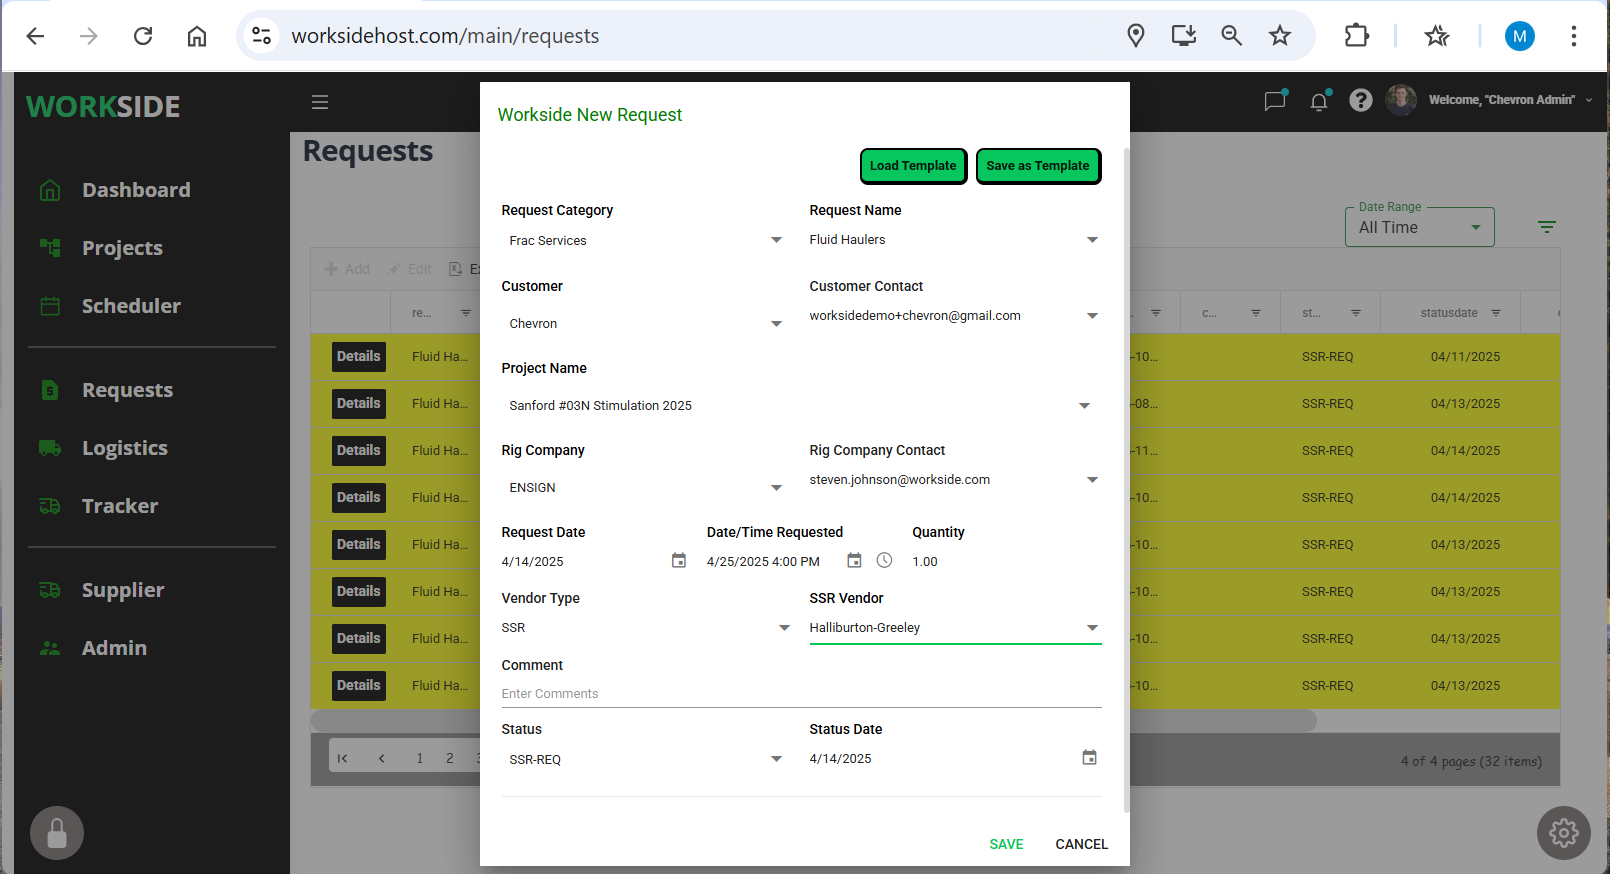 worksidehost.com/main/requests
M
WORKSIDE
Welcome, "Chevron Admin"
Requests
Dashboard
Projects
Scheduler
Requests
Logistics
Tracker
Supplier
Admin
Date Range
All Time
Add
Edit
re...
c...
st...
statusdate
Details
Fluid Ha...
-10...
SSR-REQ
04/11/2025
Details
Fluid Ha...
-08...
SSR-REQ
04/13/2025
Details
Fluid Ha...
-11...
SSR-REQ
04/14/2025
Details
Fluid Ha...
-10...
SSR-REQ
04/14/2025
Details
Fluid Ha...
-10...
SSR-REQ
04/13/2025
Details
Fluid Ha...
-10...
SSR-REQ
04/13/2025
Details
Fluid Ha...
-10...
SSR-REQ
04/13/2025
Details
Fluid Ha...
-10...
SSR-REQ
04/13/2025
1 2
4 of 4 pages (32 items)
Workside New Request
Load Template
Save as Template
Request Category
Request Name
Frac Services
Fluid Haulers
Customer
Customer Contact
Chevron
worksidedemo+chevron@gmail.com
Project Name
Sanford #03N Stimulation 2025
Rig Company
Rig Company Contact
ENSIGN
steven.johnson@workside.com
Request Date
Date/Time Requested
Quantity
4/14/2025
4/25/2025 4:00 PM
1.00
Vendor Type
SSR Vendor
SSR
Halliburton-Greeley
Comment
Enter Comments
Status
Status Date
SSR-REQ
4/14/2025
SAVE
CANCEL